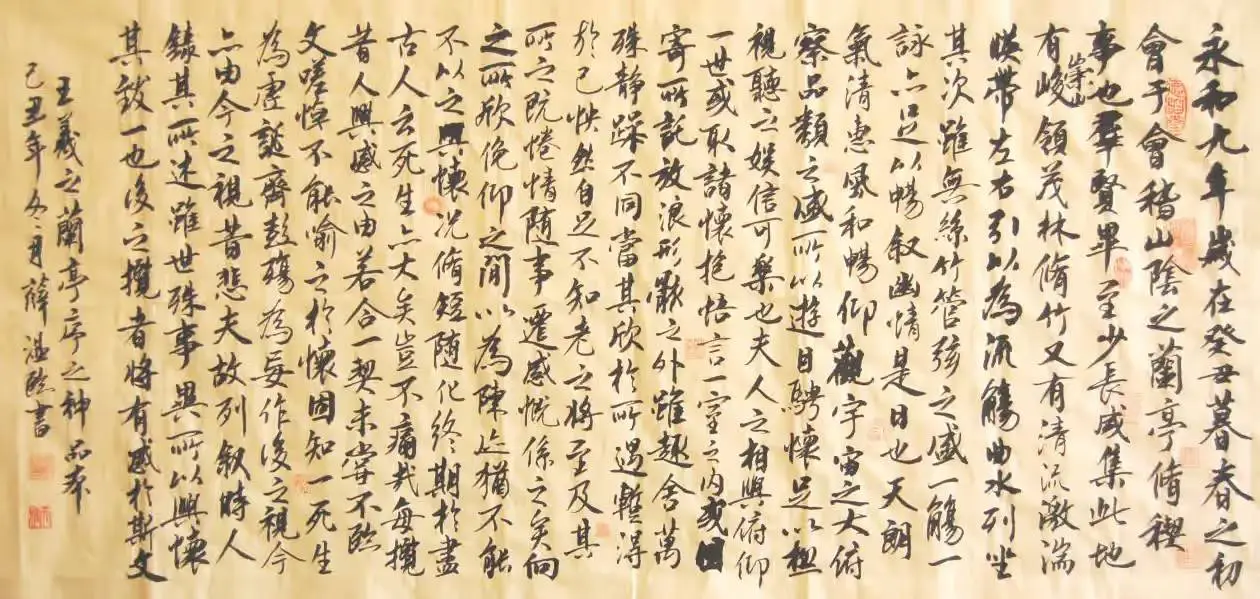 永和九年歲在癸丑暮春之初
會于會稽山陰之蘭亭脩稧
事也羣賢畢至少長咸集此地
有崇山峻領茂林脩竹又有清流激湍
暎帶左右引以為流觴曲水列坐
其次雖無絲竹管弦之盛一觴一
詠亦足以暢叙幽情是日也天朗
氣清惠風和暢仰觀宇宙之大俯
察品類之盛所以遊目騁懷足以極
視聽之娛信可樂也夫人之相與俯仰
一世或取諸懷抱悟言一室之內或因
寄所託放浪形骸之外雖趣舍萬
殊静躁不同當其欣於所遇暫得
於己怏然自足不知老之將至及其
所之既惓情随事遷感慨係之矣向
之所欣俛仰之間以為陳迹猶不能
不以之興懷况脩短随化終期於盡
古人云死生亦大矣豈不痛哉每攬
昔人興感之由若合一契未嘗不臨
文嗟悼不能喻之於懷固知一死生
為虛誕齊彭殤為妄作後之視今
亦由今之視昔悲夫故列叙時人
錄其所述雖世殊事異所以興懷
其致一也後之攬者將有感於斯文
王羲之蘭亭序之神品本
己丑年冬月薛臨書